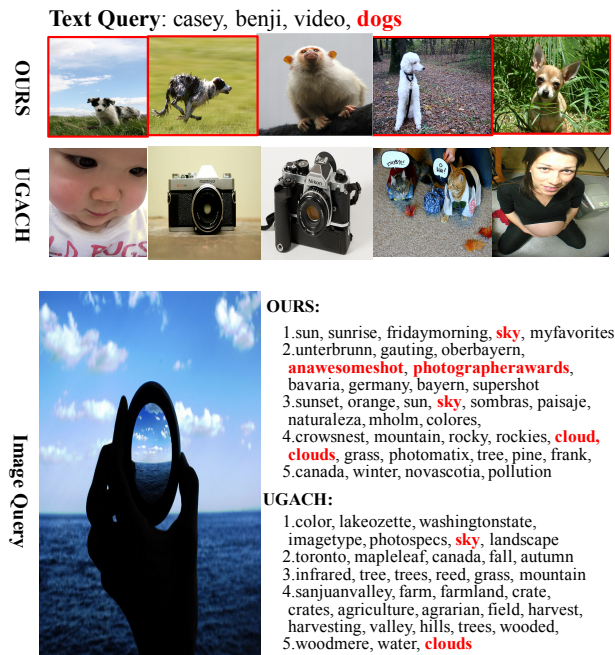 Text Query: casey, benji, video, dogs
OURS
UGACH
Nikon
Image Query
OURS:
1.sun, sunrise, fridaymorning, sky, myfavorites
2.unterbrunn, gauting, oberbayern,
anawesomeshot, photographerawards,
bavaria, germany, bayern, supershot
3.sunset, orange, sun, sky, sombras, paisaje,
naturaleza, mholm, colores,
4.crowsnest, mountain, rocky, rockies, cloud,
clouds, grass, photomatix, tree, pine, frank,
5.canada, winter, novascotia, pollution
UGACH:
1.color, lakeozette, washingtonstate,
imagetype, photospecs, sky, landscape
2.toronto, mapleleaf, canada, fall, autumn
3.infrared, tree, trees, reed, grass, mountain
4.sanjuanvalley, farm, farmland, crate,
crates, agriculture, agrarian, field, harvest,
harvesting, valley, hills, trees, wooded,
5.woodmere, water, clouds